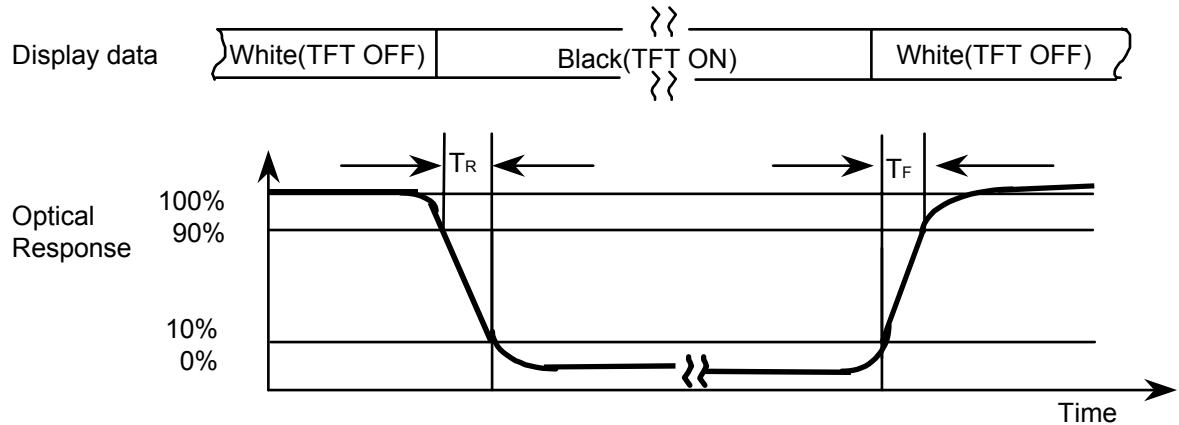 Display data
White(TFT OFF)
Black(TFT ON)
White(TFT OFF)
TR
TF
Optical
Response
100%
90%
10%
0%
Time